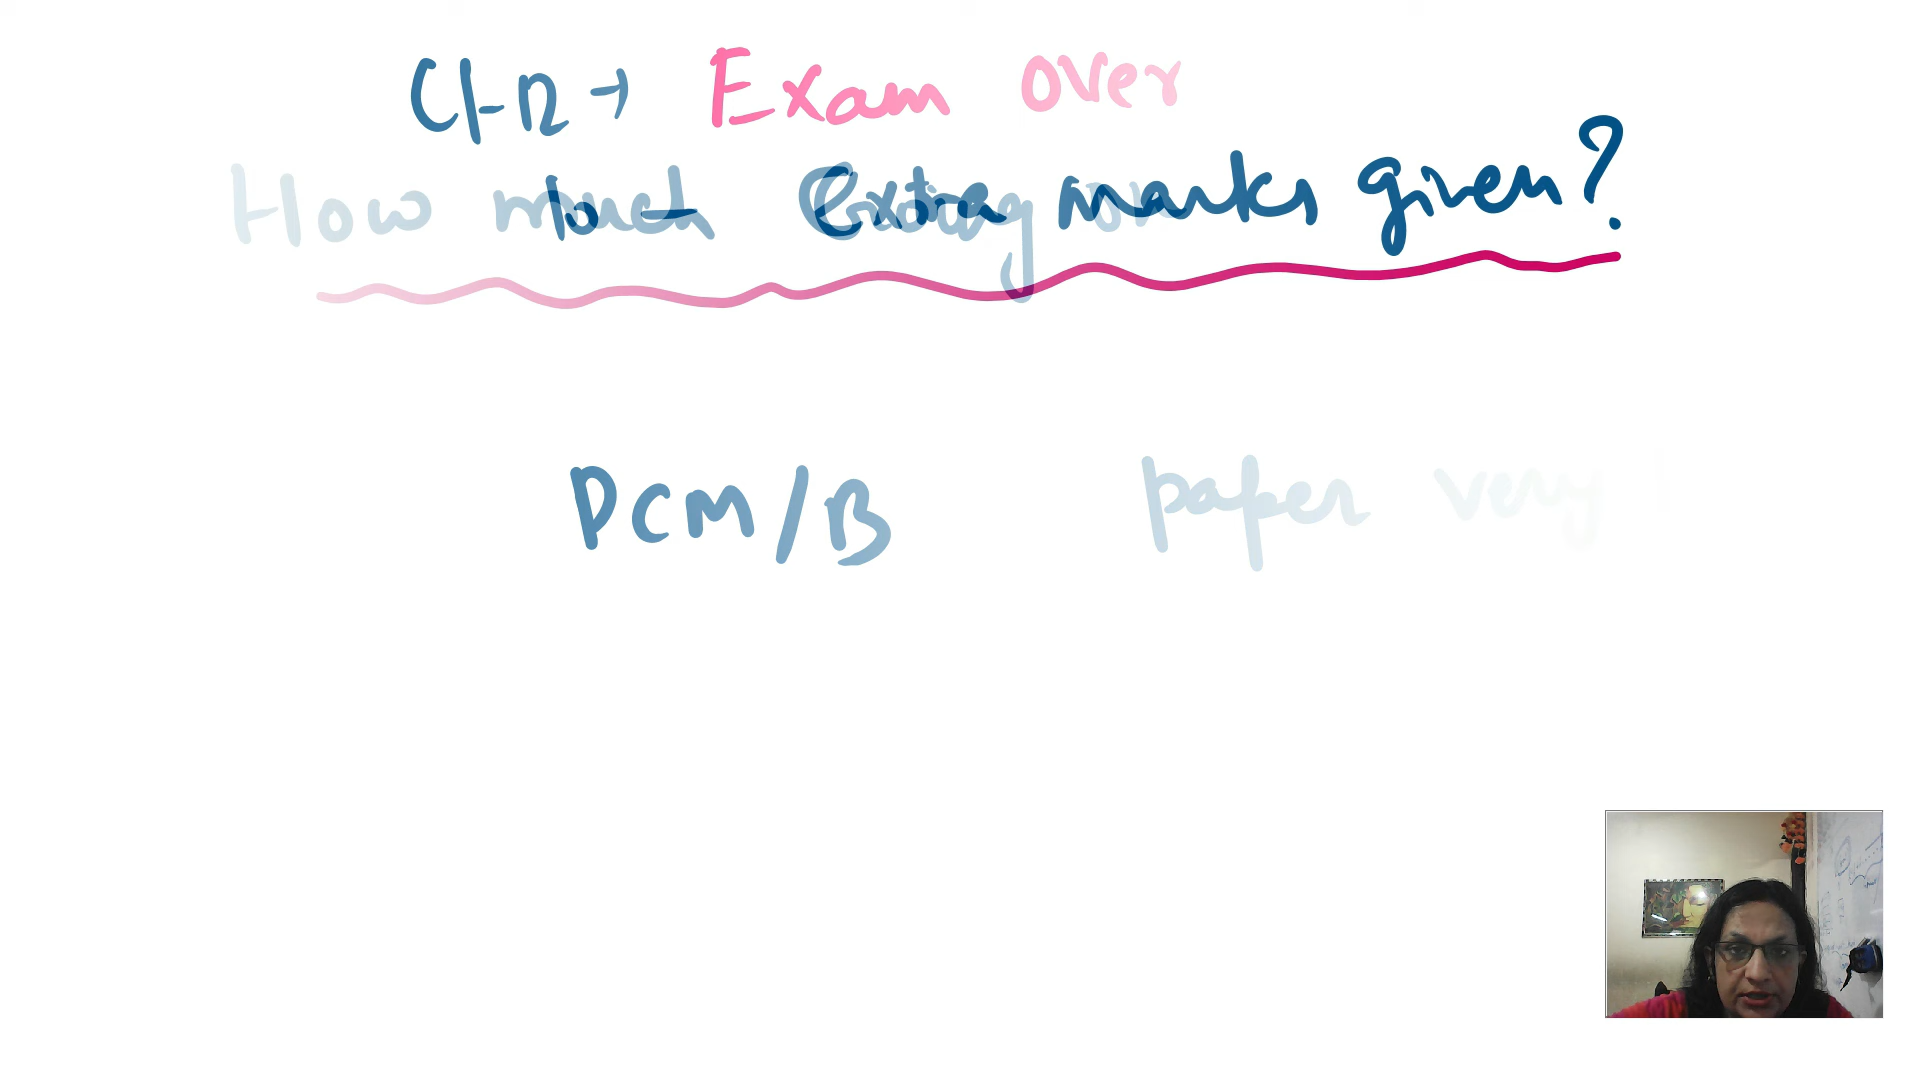 Cl-12 → Exam over
How much extra marks given?
PCM/B paper very